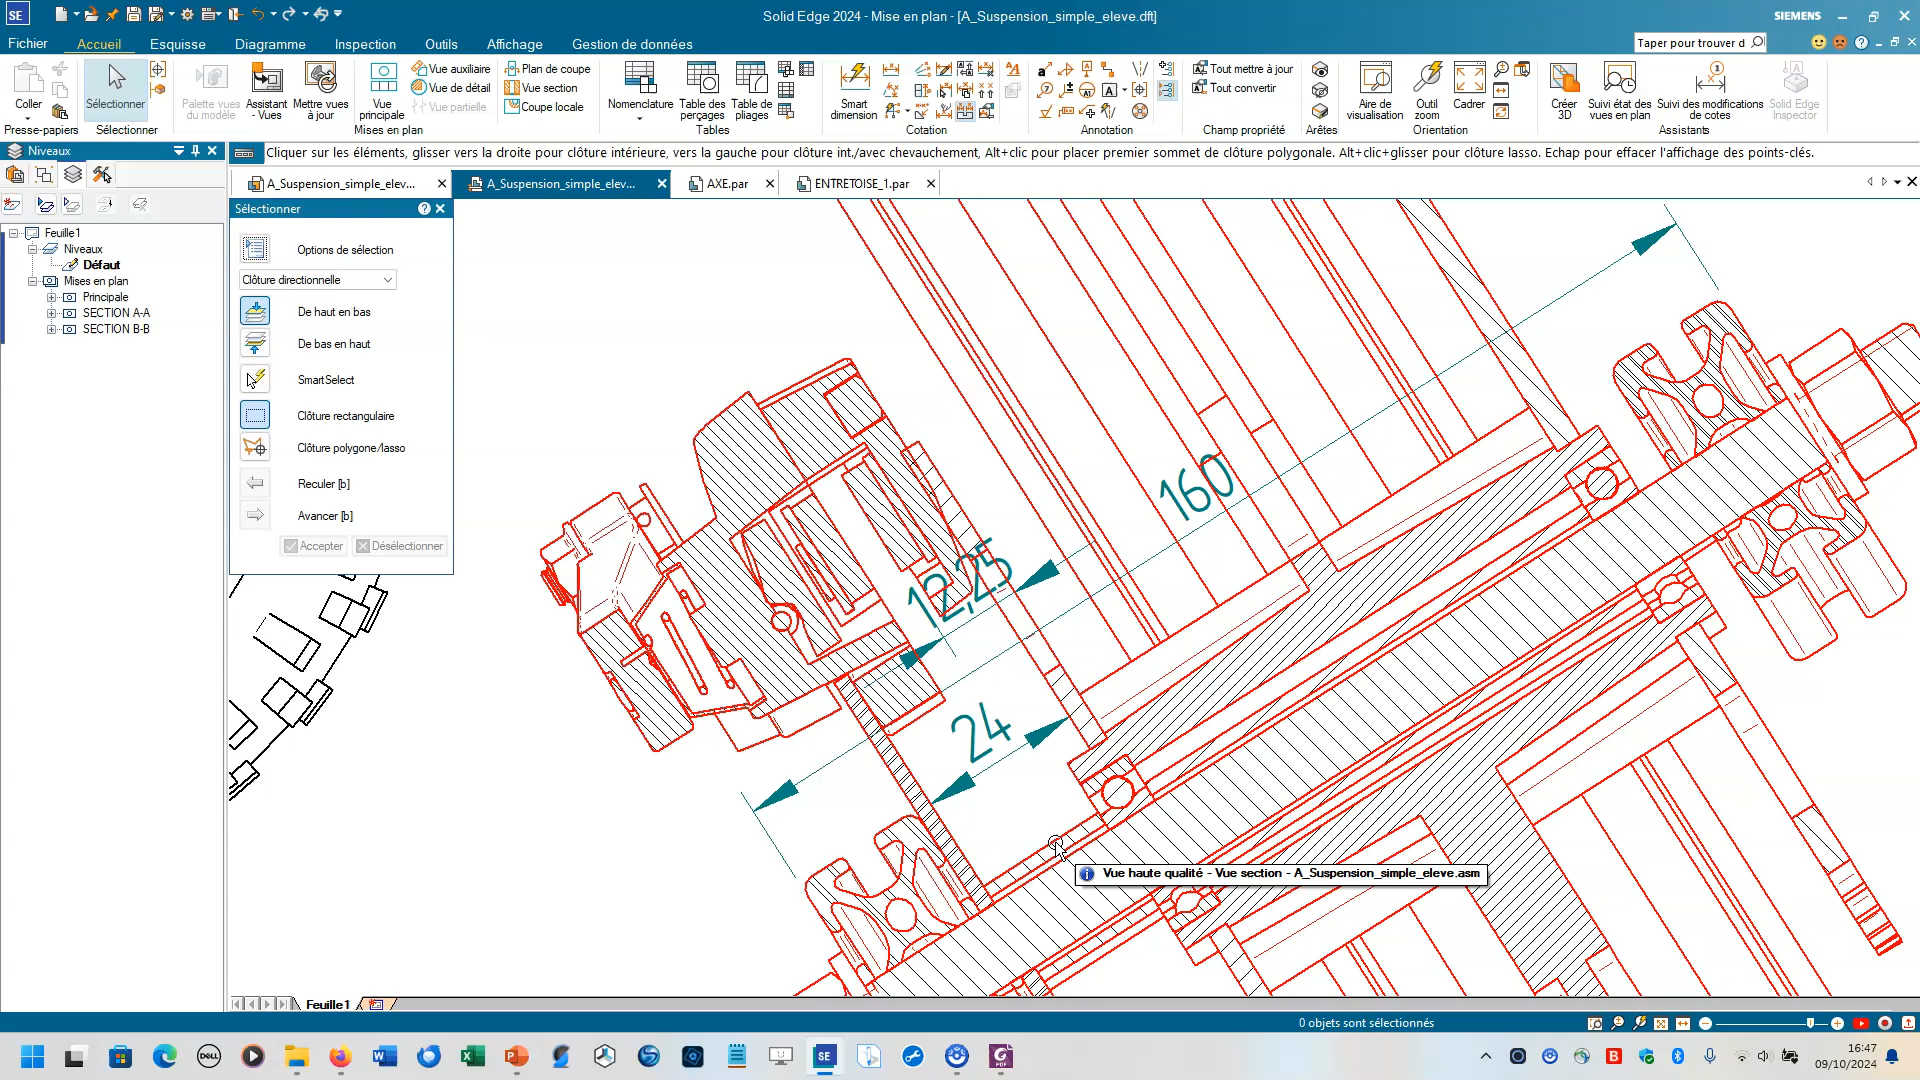 SE
Solid Edge 2024 - Mise en plan - [A_Suspension_simple_eleve.dft]
SIEMENS
Fichier
Accueil
Esquisse
Diagramme
Inspection
Outils
Affichage
Gestion de données
Taper pour trouver d
Coller
Presse-papiers
Sélectionner
Sélectionner
Palette vues du modèle
Assistant - Vues
Mettre vues à jour
Vue principale
Vue auxiliaire
Vue de détail
Vue partielle
Plan de coupe
Vue section
Coupe locale
Mises en plan
Nomenclature
Table des perçages
Table de pliages
Tables
Smart dimension
Cotation
Annotation
Tout mettre à jour
Tout convertir
Champ propriété
Arêtes
Aire de visualisation
Outil zoom
Cadrer
Orientation
Créer 3D
Suivi état des vues en plan
Suivi des modifications de cotes
Solid Edge Inspector
Assistants
Niveaux
Cliquer sur les éléments, glisser vers la droite pour clôture intérieure, vers la gauche pour clôture int./avec chevauchement, Alt+clic pour placer premier sommet de clôture polygonale. Alt+clic+glisser pour clôture lasso. Echap pour effacer l'affichage des points-clés.
A_Suspension_simple_elev...
A_Suspension_simple_elev...
AXE.par
ENTRETOISE_1.par
Feuille1
Niveaux
Défaut
Mises en plan
Principale
SECTION A-A
SECTION B-B
Sélectionner
Options de sélection
Clôture directionnelle
De haut en bas
De bas en haut
SmartSelect
Clôture rectangulaire
Clôture polygone/lasso
Reculer [b]
Avancer [b]
Accepter
Désélectionner
160
12,25
24
Vue haute qualité - Vue section - A_Suspension_simple_eleve.asm
Feuille1
0 objets sont sélectionnés
DELL
SE
16:47
09/10/2024